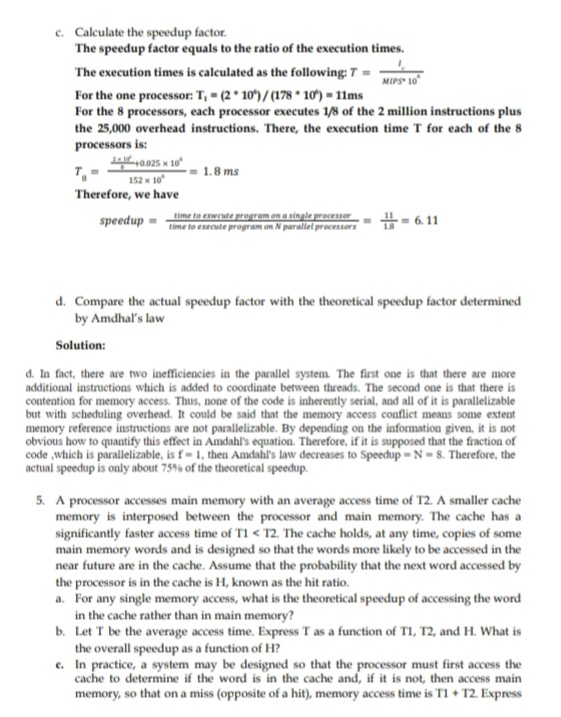 c. Calculate the speedup factor.
The speedup factor equals to the ratio of the execution times.
The execution times is calculated as the following: T = I_c / (MIPS* 10^6)
For the one processor: T₁ = (2 * 10⁶) / (178 * 10⁶) = 11ms
For the 8 processors, each processor executes 1/8 of the 2 million instructions plus
the 25,000 overhead instructions. There, the execution time T for each of the 8
processors is:
T_8 = (2 × 10^6 / 8 + 0.025 × 10^6) / (152 × 10^6) = 1.8 ms
Therefore, we have
speedup = time to exwcute program on a single processor / time to execute program on N parallel processors = 11 / 1.8 = 6. 11
d. Compare the actual speedup factor with the theoretical speedup factor determined
by Amdhal's law
Solution:
d. In fact, there are two inefficiencies in the parallel system. The first one is that there are more
additional instructions which is added to coordinate between threads. The second one is that there is
contention for memory access. Thus, none of the code is inherently serial, and all of it is parallelizable
but with scheduling overhead. It could be said that the memory access conflict means some extent
memory reference instructions are not parallelizable. By depending on the information given, it is not
obvious how to quantify this effect in Amdahl's equation. Therefore, if it is supposed that the fraction of
code ,which is parallelizable, is f = 1, then Amdahl's law decreases to Speedup = N = 8. Therefore, the
actual speedup is only about 75% of the theoretical speedup.
5. A processor accesses main memory with an average access time of T2. A smaller cache
memory is interposed between the processor and main memory. The cache has a
significantly faster access time of T1 < T2. The cache holds, at any time, copies of some
main memory words and is designed so that the words more likely to be accessed in the
near future are in the cache. Assume that the probability that the next word accessed by
the processor is in the cache is H, known as the hit ratio.
a. For any single memory access, what is the theoretical speedup of accessing the word
in the cache rather than in main memory?
b. Let T be the average access time. Express T as a function of T1, T2, and H. What is
the overall speedup as a function of H?
c. In practice, a system may be designed so that the processor must first access the
cache to determine if the word is in the cache and, if it is not, then access main
memory, so that on a miss (opposite of a hit), memory access time is T1 + T2. Express